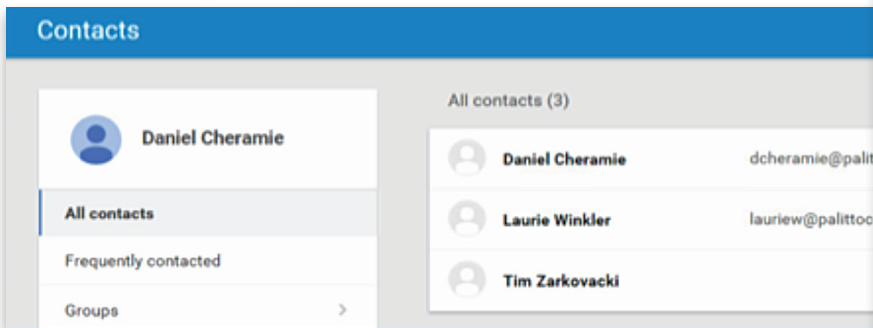 Contacts
Daniel Cheramie
All contacts
Frequently contacted
Groups
All contacts (3)
Daniel Cheramie dcheramie@palit
Laurie Winkler lauriew@palittoc
Tim Zarkovacki